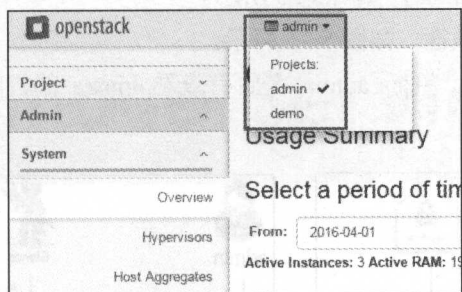 openstack
admin
Projects:
admin
demo
Project
Admin
System
Overview
Hypervisors
Host Aggregates
Usage Summary
Select a period of tim
From: 2016-04-01
Active Instances: 3 Active RAM: 19